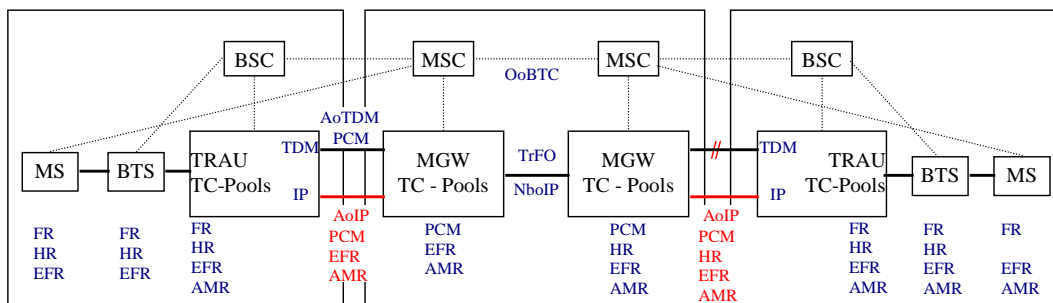 BSC MSC MSC BSC
OoBTC
AoTDM
PCM
TDM
TRAU
TC-Pools
IP
MGW
TC - Pools
TrFO
NboIP
MGW
TC - Pools
//
TDM
TRAU
TC-Pools
IP
MS BTS
BTS MS
FR
HR
EFR
FR
HR
EFR
FR
HR
EFR
AMR
AoIP
PCM
EFR
AMR
PCM
EFR
AMR
PCM
HR
EFR
AMR
AoIP
PCM
HR
EFR
AMR
FR
HR
EFR
AMR
FR
HR
EFR
AMR
FR
EFR
AMR